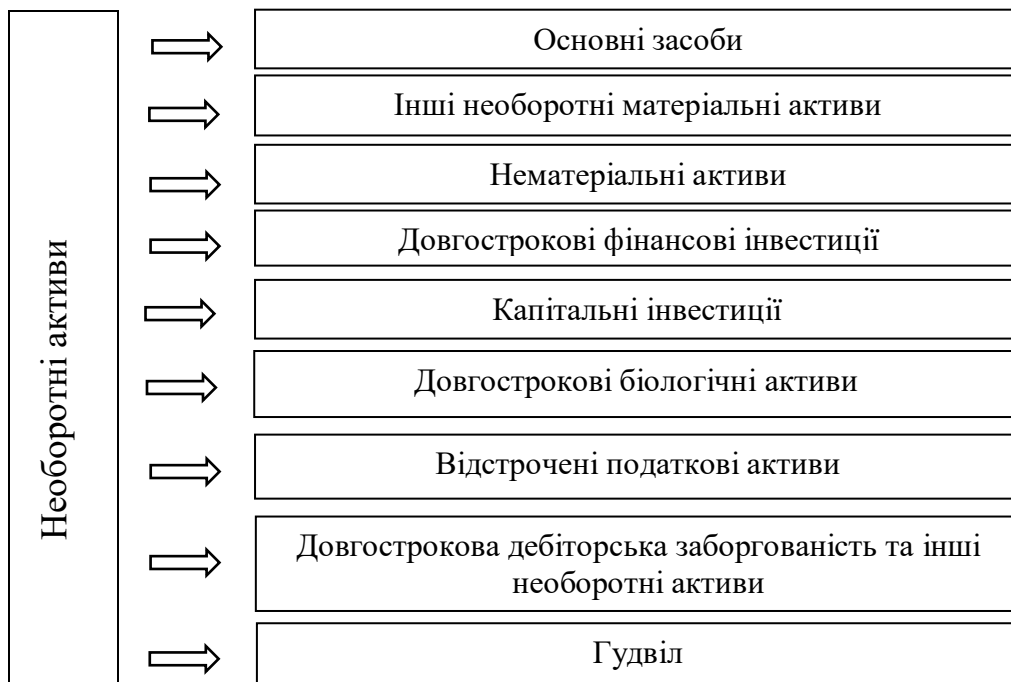 Необоротні активи
Основні засоби
Інші необоротні матеріальні активи
Нематеріальні активи
Довгострокові фінансові інвестиції
Капітальні інвестиції
Довгострокові біологічні активи
Відстрочені податкові активи
Довгострокова дебіторська заборгованість та інші
необоротні активи
Гудвіл